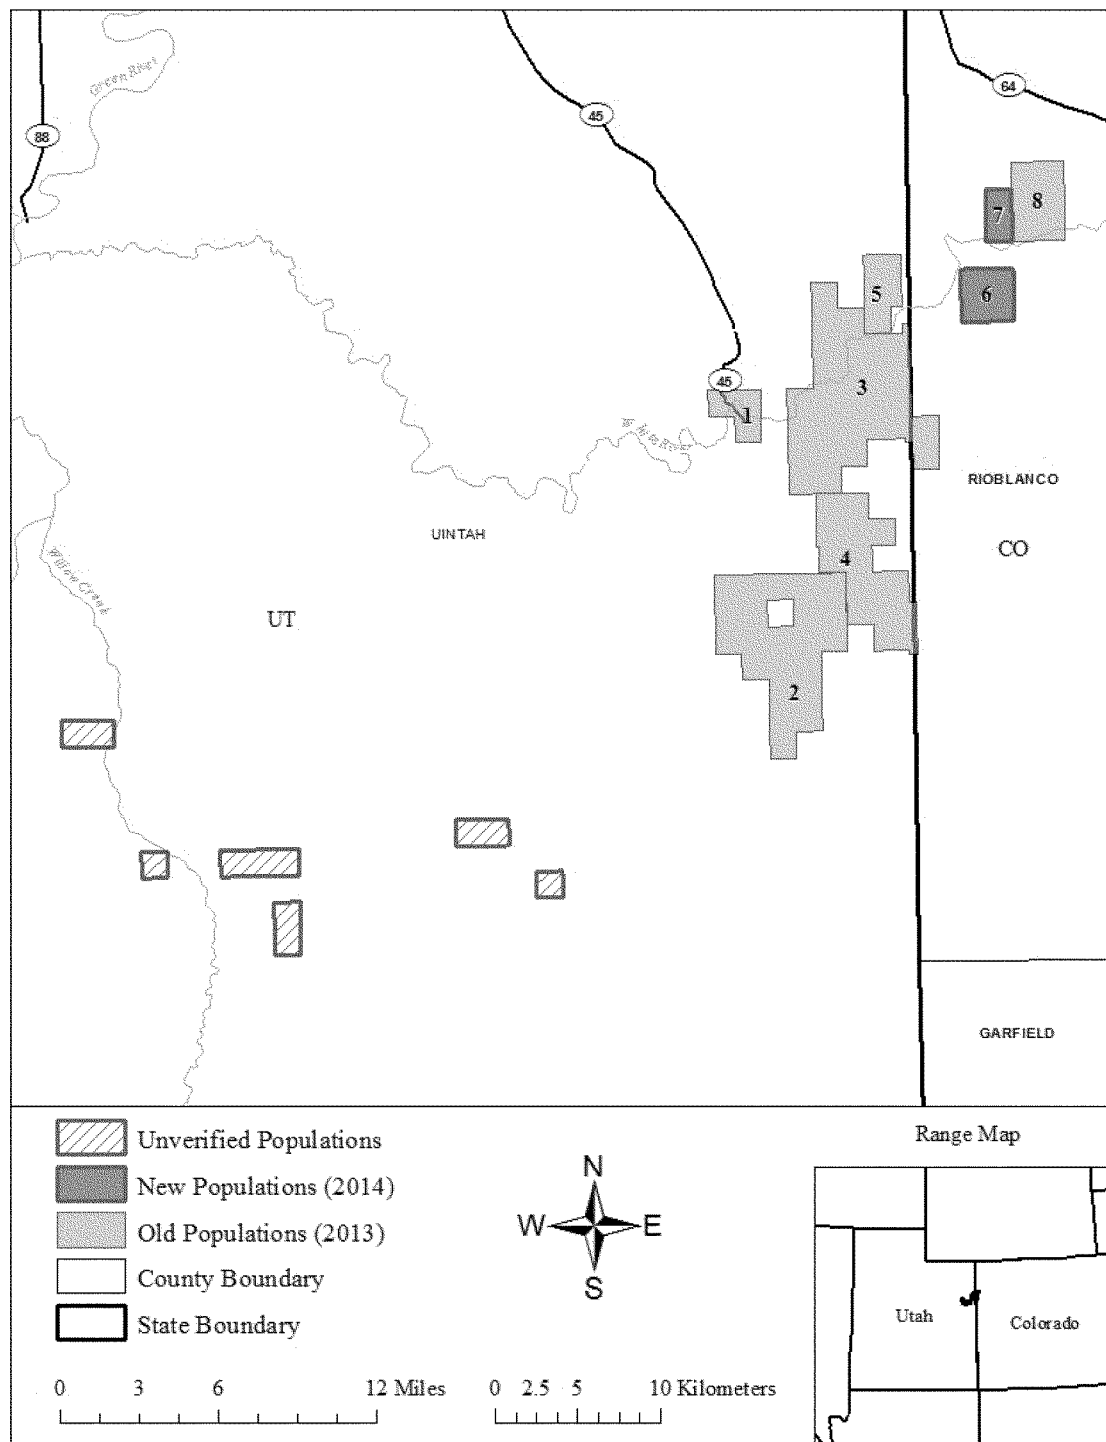 Green River
88
45
64
7
8
5
6
3
45
1
White River
RIOBLANCO
UINTAH
CO
4
Willow Creek
UT
2
GARFIELD
Unverified Populations
New Populations (2014)
Old Populations (2013)
County Boundary
State Boundary
N
W E
S
Range Map
Utah
Colorado
0 3 6 12 Miles
0 2.5 5 10 Kilometers